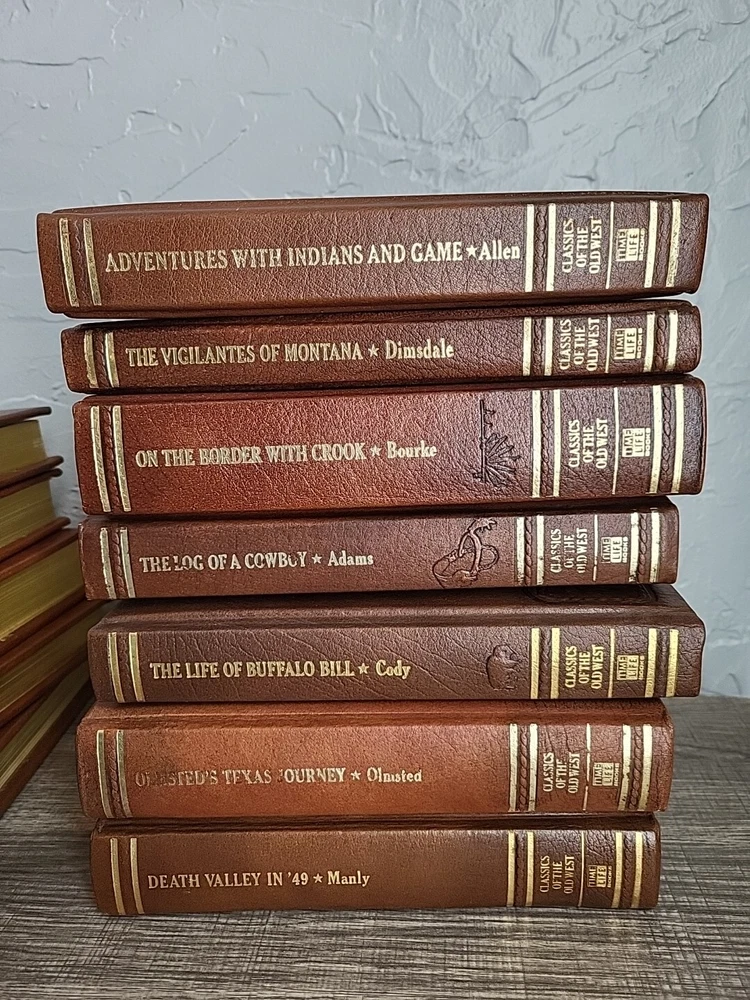 ADVENTURES WITH INDIANS AND GAME ★ Allen
CLASSICS
OF THE
OLD WEST
TIME
LIFE
BOOKS
THE VIGILANTES OF MONTANA ★ Dimsdale
CLASSICS
OF THE
OLD WEST
TIME
LIFE
BOOKS
ON THE BORDER WITH CROOK ★ Bourke
CLASSICS
OF THE
OLD WEST
TIME
LIFE
BOOKS
THE LOG OF A COWBOY ★ Adams
CLASSICS
OF THE
OLD WEST
TIME
LIFE
BOOKS
THE LIFE OF BUFFALO BILL ★ Cody
CLASSICS
OF THE
OLD WEST
TIME
LIFE
BOOKS
OLMSTED'S TEXAS JOURNEY ★ Olmsted
CLASSICS
OF THE
OLD WEST
TIME
LIFE
BOOKS
DEATH VALLEY IN '49 ★ Manly
CLASSICS
OF THE
OLD WEST
TIME
LIFE
BOOKS